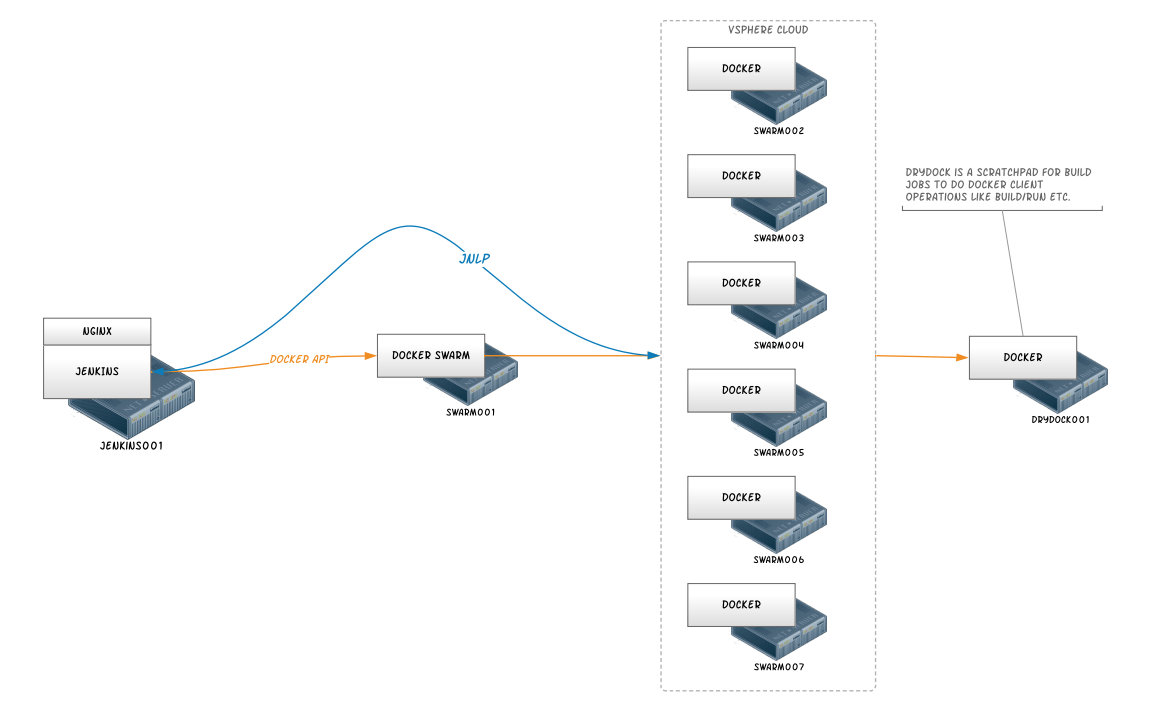 VSPHERE CLOUD
DOCKER
SWARM002
DOCKER
SWARM003
DRYDOCK IS A SCRATCHPAD FOR BUILD
JOBS TO DO DOCKER CLIENT
OPERATIONS LIKE BUILD/RUN ETC.
JNLP
DOCKER
SWARM004
NGINX
JENKINS
JENKINS001
DOCKER API
DOCKER SWARM
SWARM001
DOCKER
SWARM005
DOCKER
DRYDOCK001
DOCKER
SWARM006
DOCKER
SWARM007